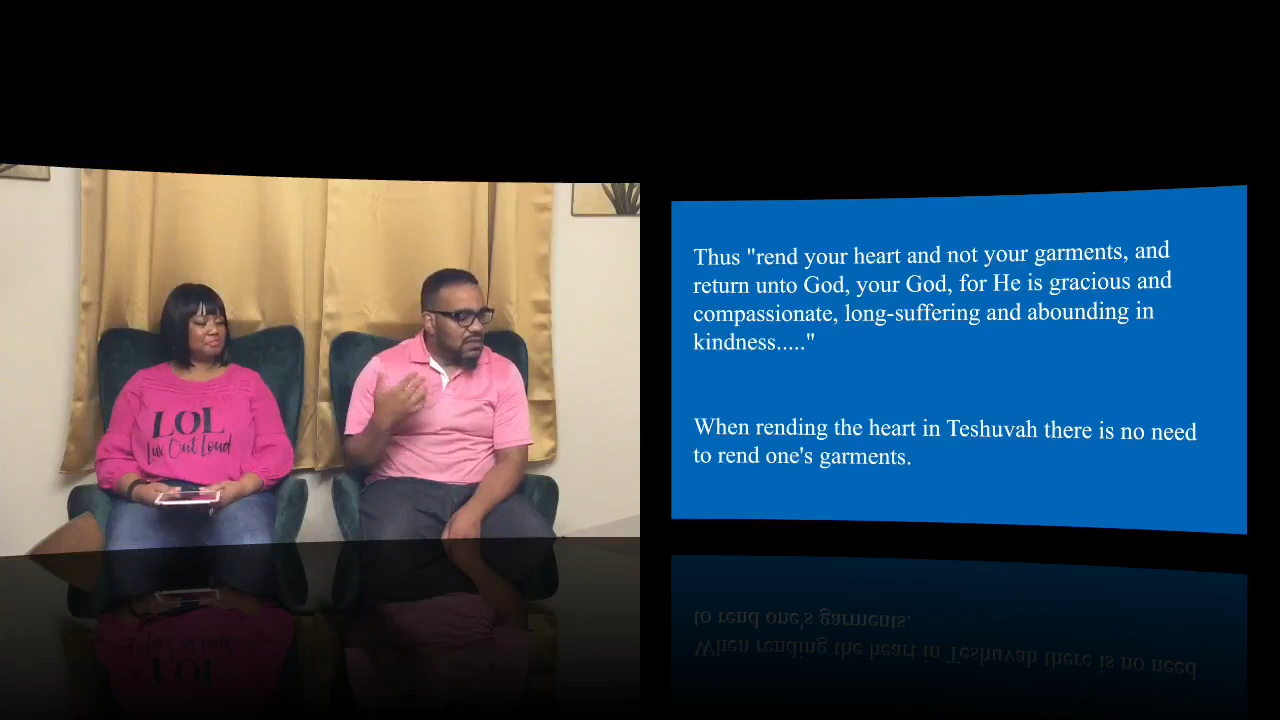 LOL
Live Out Loud
Thus "rend your heart and not your garments, and
return unto God, your God, for He is gracious and
compassionate, long-suffering and abounding in
kindness....."
When rending the heart in Teshuvah there is no need
to rend one's garments.